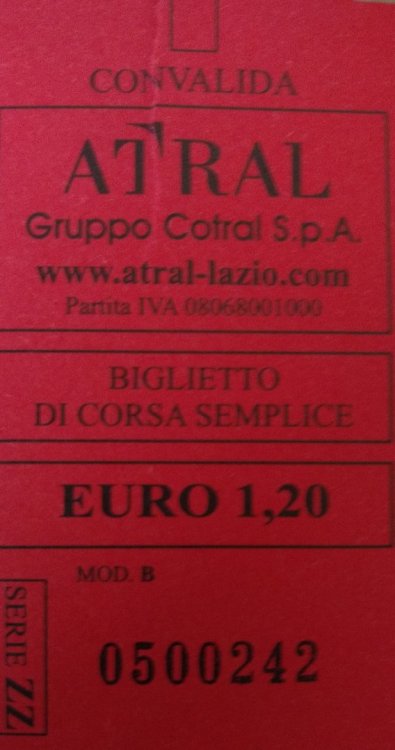 CONVALIDA
ATRAL
Gruppo Cotral S.p.A.
www.atral-lazio.com
Partita IVA 08068001000
BIGLIETTO
DI CORSA SEMPLICE
EURO 1,20
MOD. B
SERIE ZZ
0500242